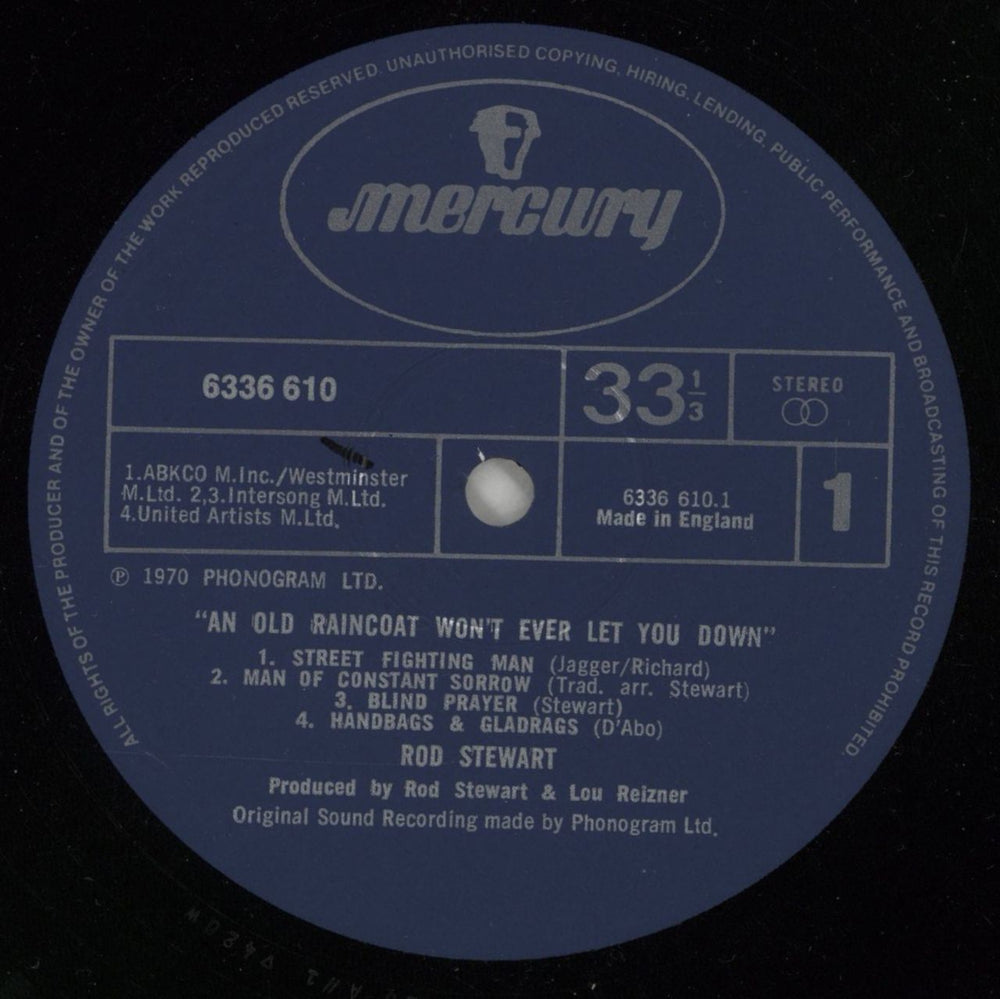 ALL RIGHTS OF THE PRODUCER AND OF THE OWNER OF THE WORK REPRODUCED RESERVED. UNAUTHORISED COPYING, HIRING, LENDING, PUBLIC PERFORMANCE AND BROADCASTING OF THIS RECORD PROHIBITED.
mercury
6336 610
33 1/3
STEREO
1.ABKCO M.Inc./Westminster
M.Ltd. 2,3.Intersong M.Ltd.
4.United Artists M.Ltd.
6336 610.1
Made in England
1
Ⓟ 1970 PHONOGRAM LTD.
"AN OLD RAINCOAT WON'T EVER LET YOU DOWN"
1. STREET FIGHTING MAN (Jagger/Richard)
2. MAN OF CONSTANT SORROW (Trad. arr. Stewart)
3. BLIND PRAYER (Stewart)
4. HANDBAGS & GLADRAGS (D'Abo)
ROD STEWART
Produced by Rod Stewart & Lou Reizner
Original Sound Recording made by Phonogram Ltd.